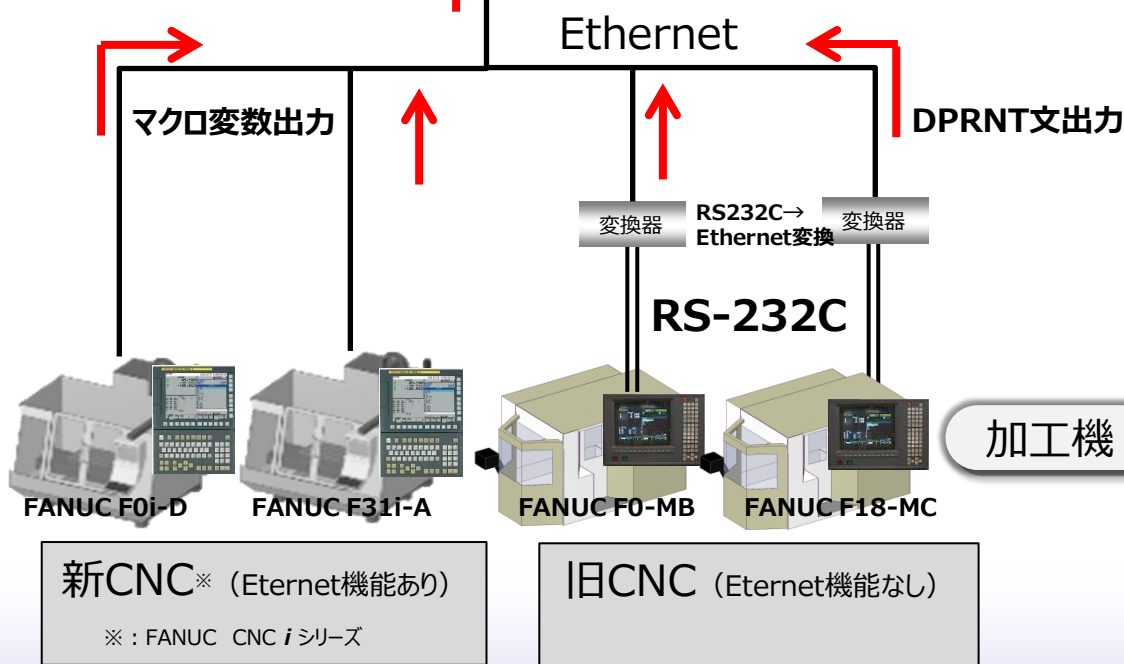 Ethernet
マクロ変数出力
DPRNT文出力
変換器
RS232C→
Ethernet変換
変換器
RS-232C
加工機
FANUC F0i-D
FANUC F31i-A
FANUC F0-MB
FANUC F18-MC
新CNC※（Eternet機能あり）
※：FANUC CNC i シリーズ
旧CNC（Eternet機能なし）